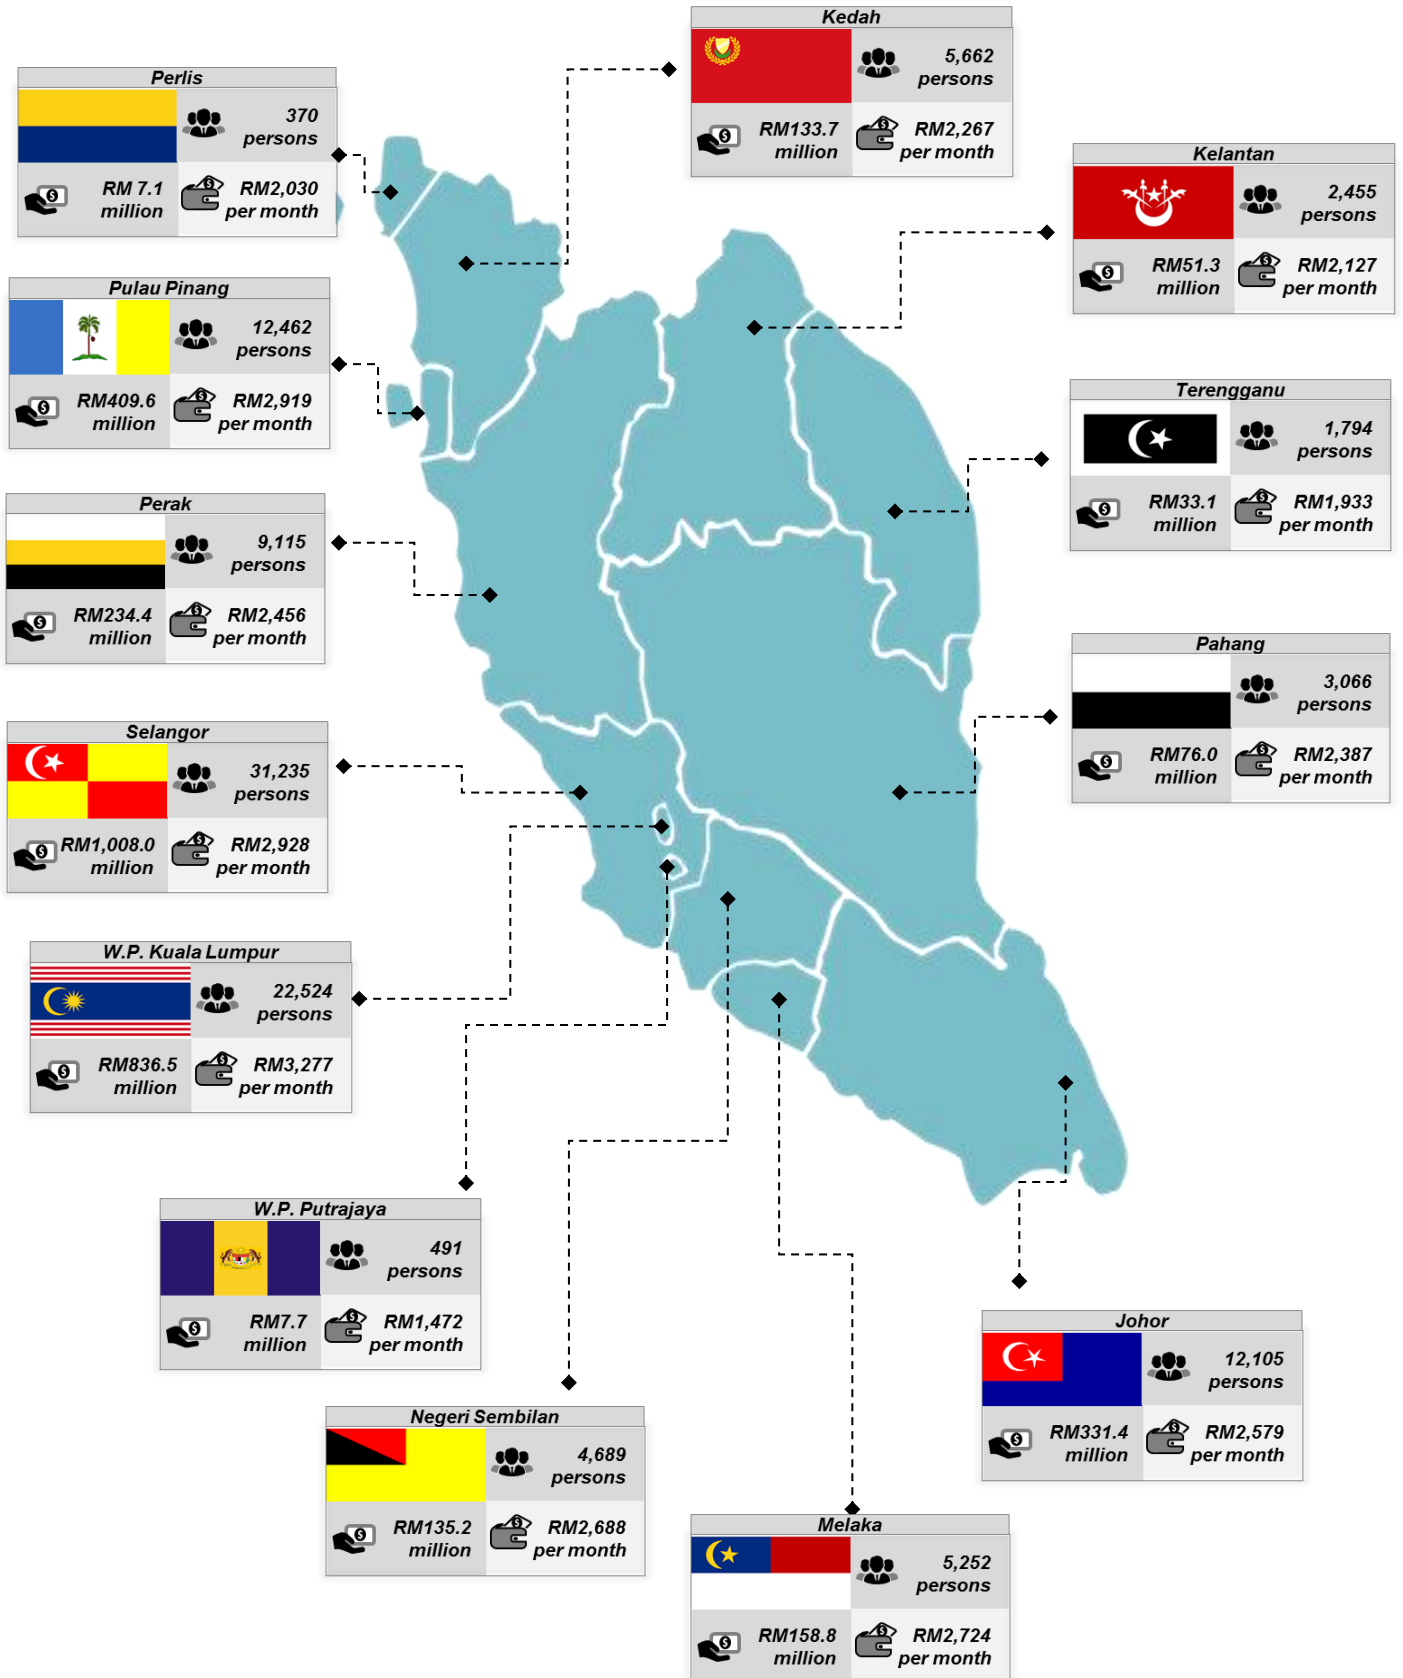 Kedah
5,662
persons
RM133.7
million
RM2,267
per month
Perlis
370
persons
RM 7.1
million
RM2,030
per month
Kelantan
2,455
persons
RM51.3
million
RM2,127
per month
Pulau Pinang
12,462
persons
RM409.6
million
RM2,919
per month
Terengganu
1,794
persons
RM33.1
million
RM1,933
per month
Perak
9,115
persons
RM234.4
million
RM2,456
per month
Pahang
3,066
persons
RM76.0
million
RM2,387
per month
Selangor
31,235
persons
RM1,008.0
million
RM2,928
per month
W.P. Kuala Lumpur
22,524
persons
RM836.5
million
RM3,277
per month
W.P. Putrajaya
491
persons
RM7.7
million
RM1,472
per month
Johor
12,105
persons
RM331.4
million
RM2,579
per month
Negeri Sembilan
4,689
persons
RM135.2
million
RM2,688
per month
Melaka
5,252
persons
RM158.8
million
RM2,724
per month